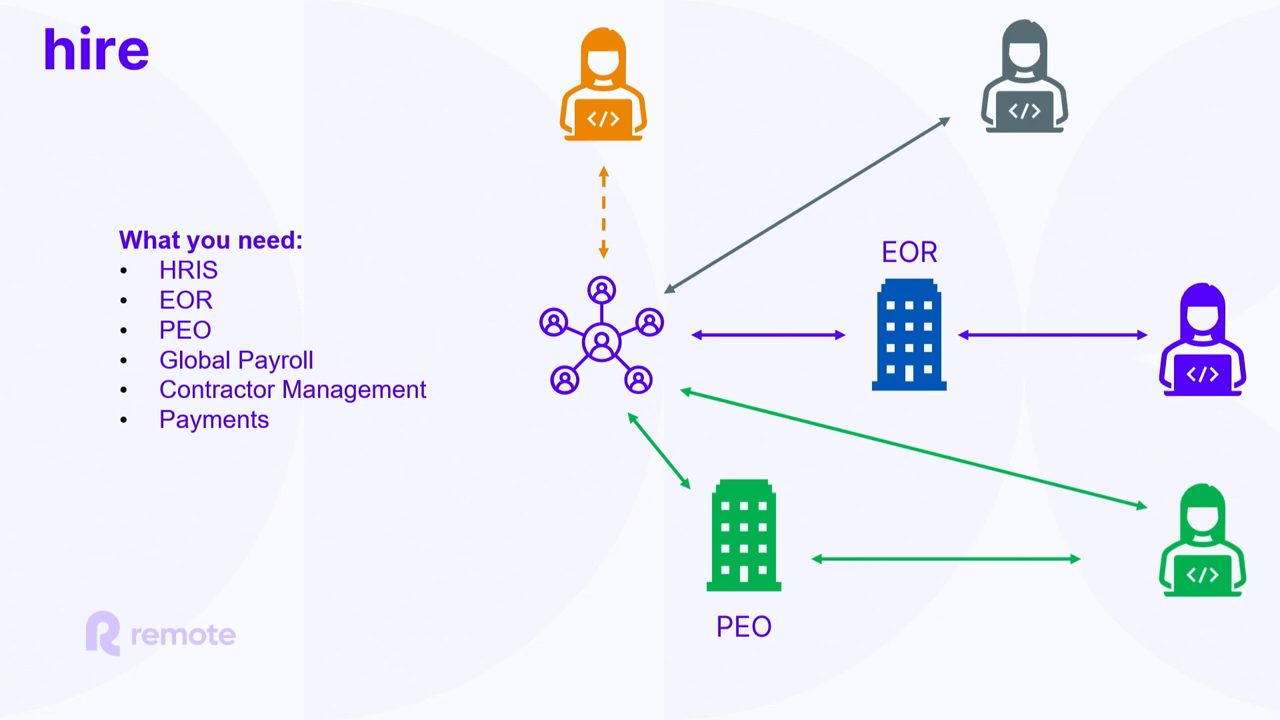 hire
What you need:
• HRIS
• EOR
• PEO
• Global Payroll
• Contractor Management
• Payments
</>
</>
EOR
</>
PEO
</>
remote